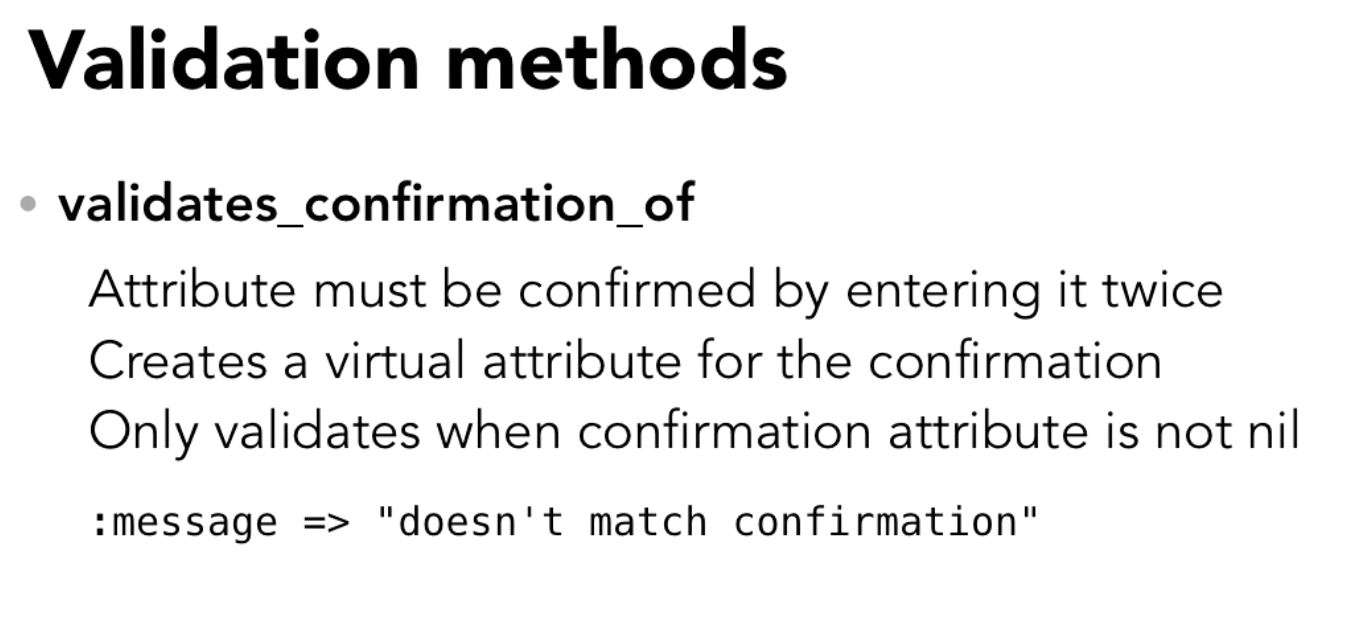 Validation methods
• validates_confirmation_of
Attribute must be confirmed by entering it twice
Creates a virtual attribute for the confirmation
Only validates when confirmation attribute is not nil
:message => "doesn't match confirmation"